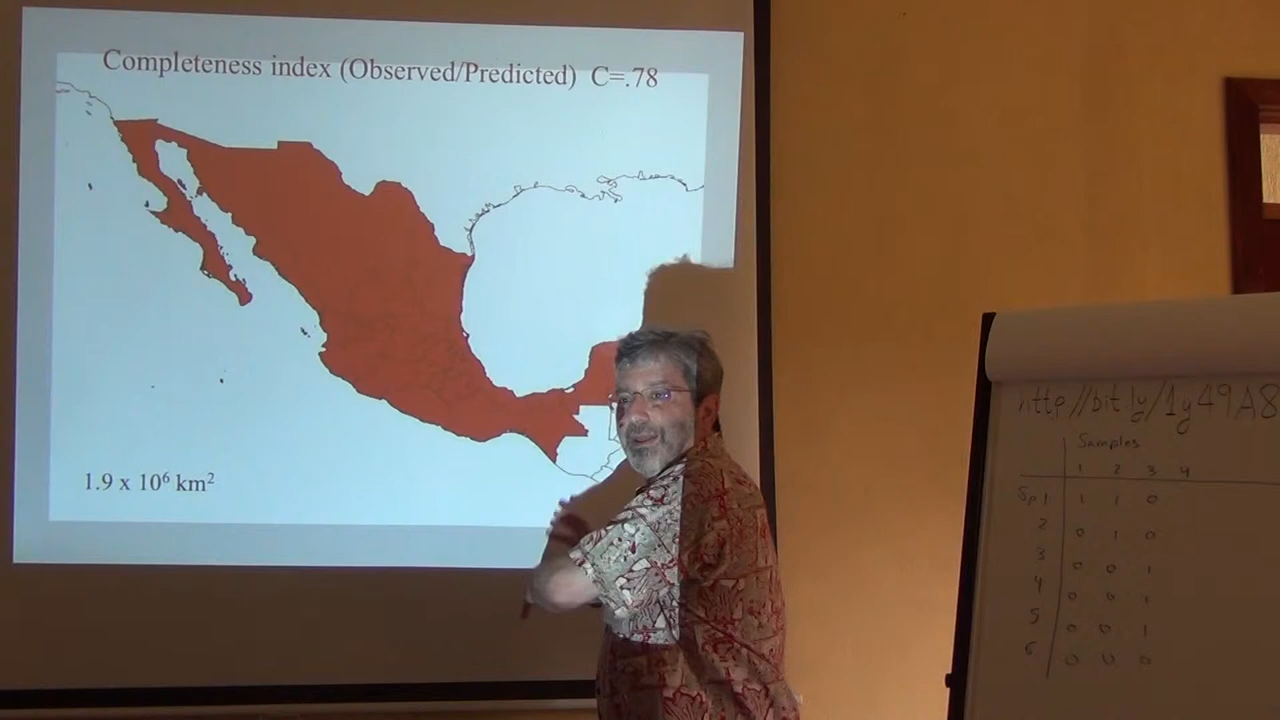 Completeness index (Observed/Predicted) C=.78
1.9 x 10⁶ km²
http://bit.ly/1y49A8
Samples
1 2 3 4
Sp 1 1 1 0
2 0 1 0
3 0 0 1
4 0 0 1
5 0 0 1
6 0 0 0